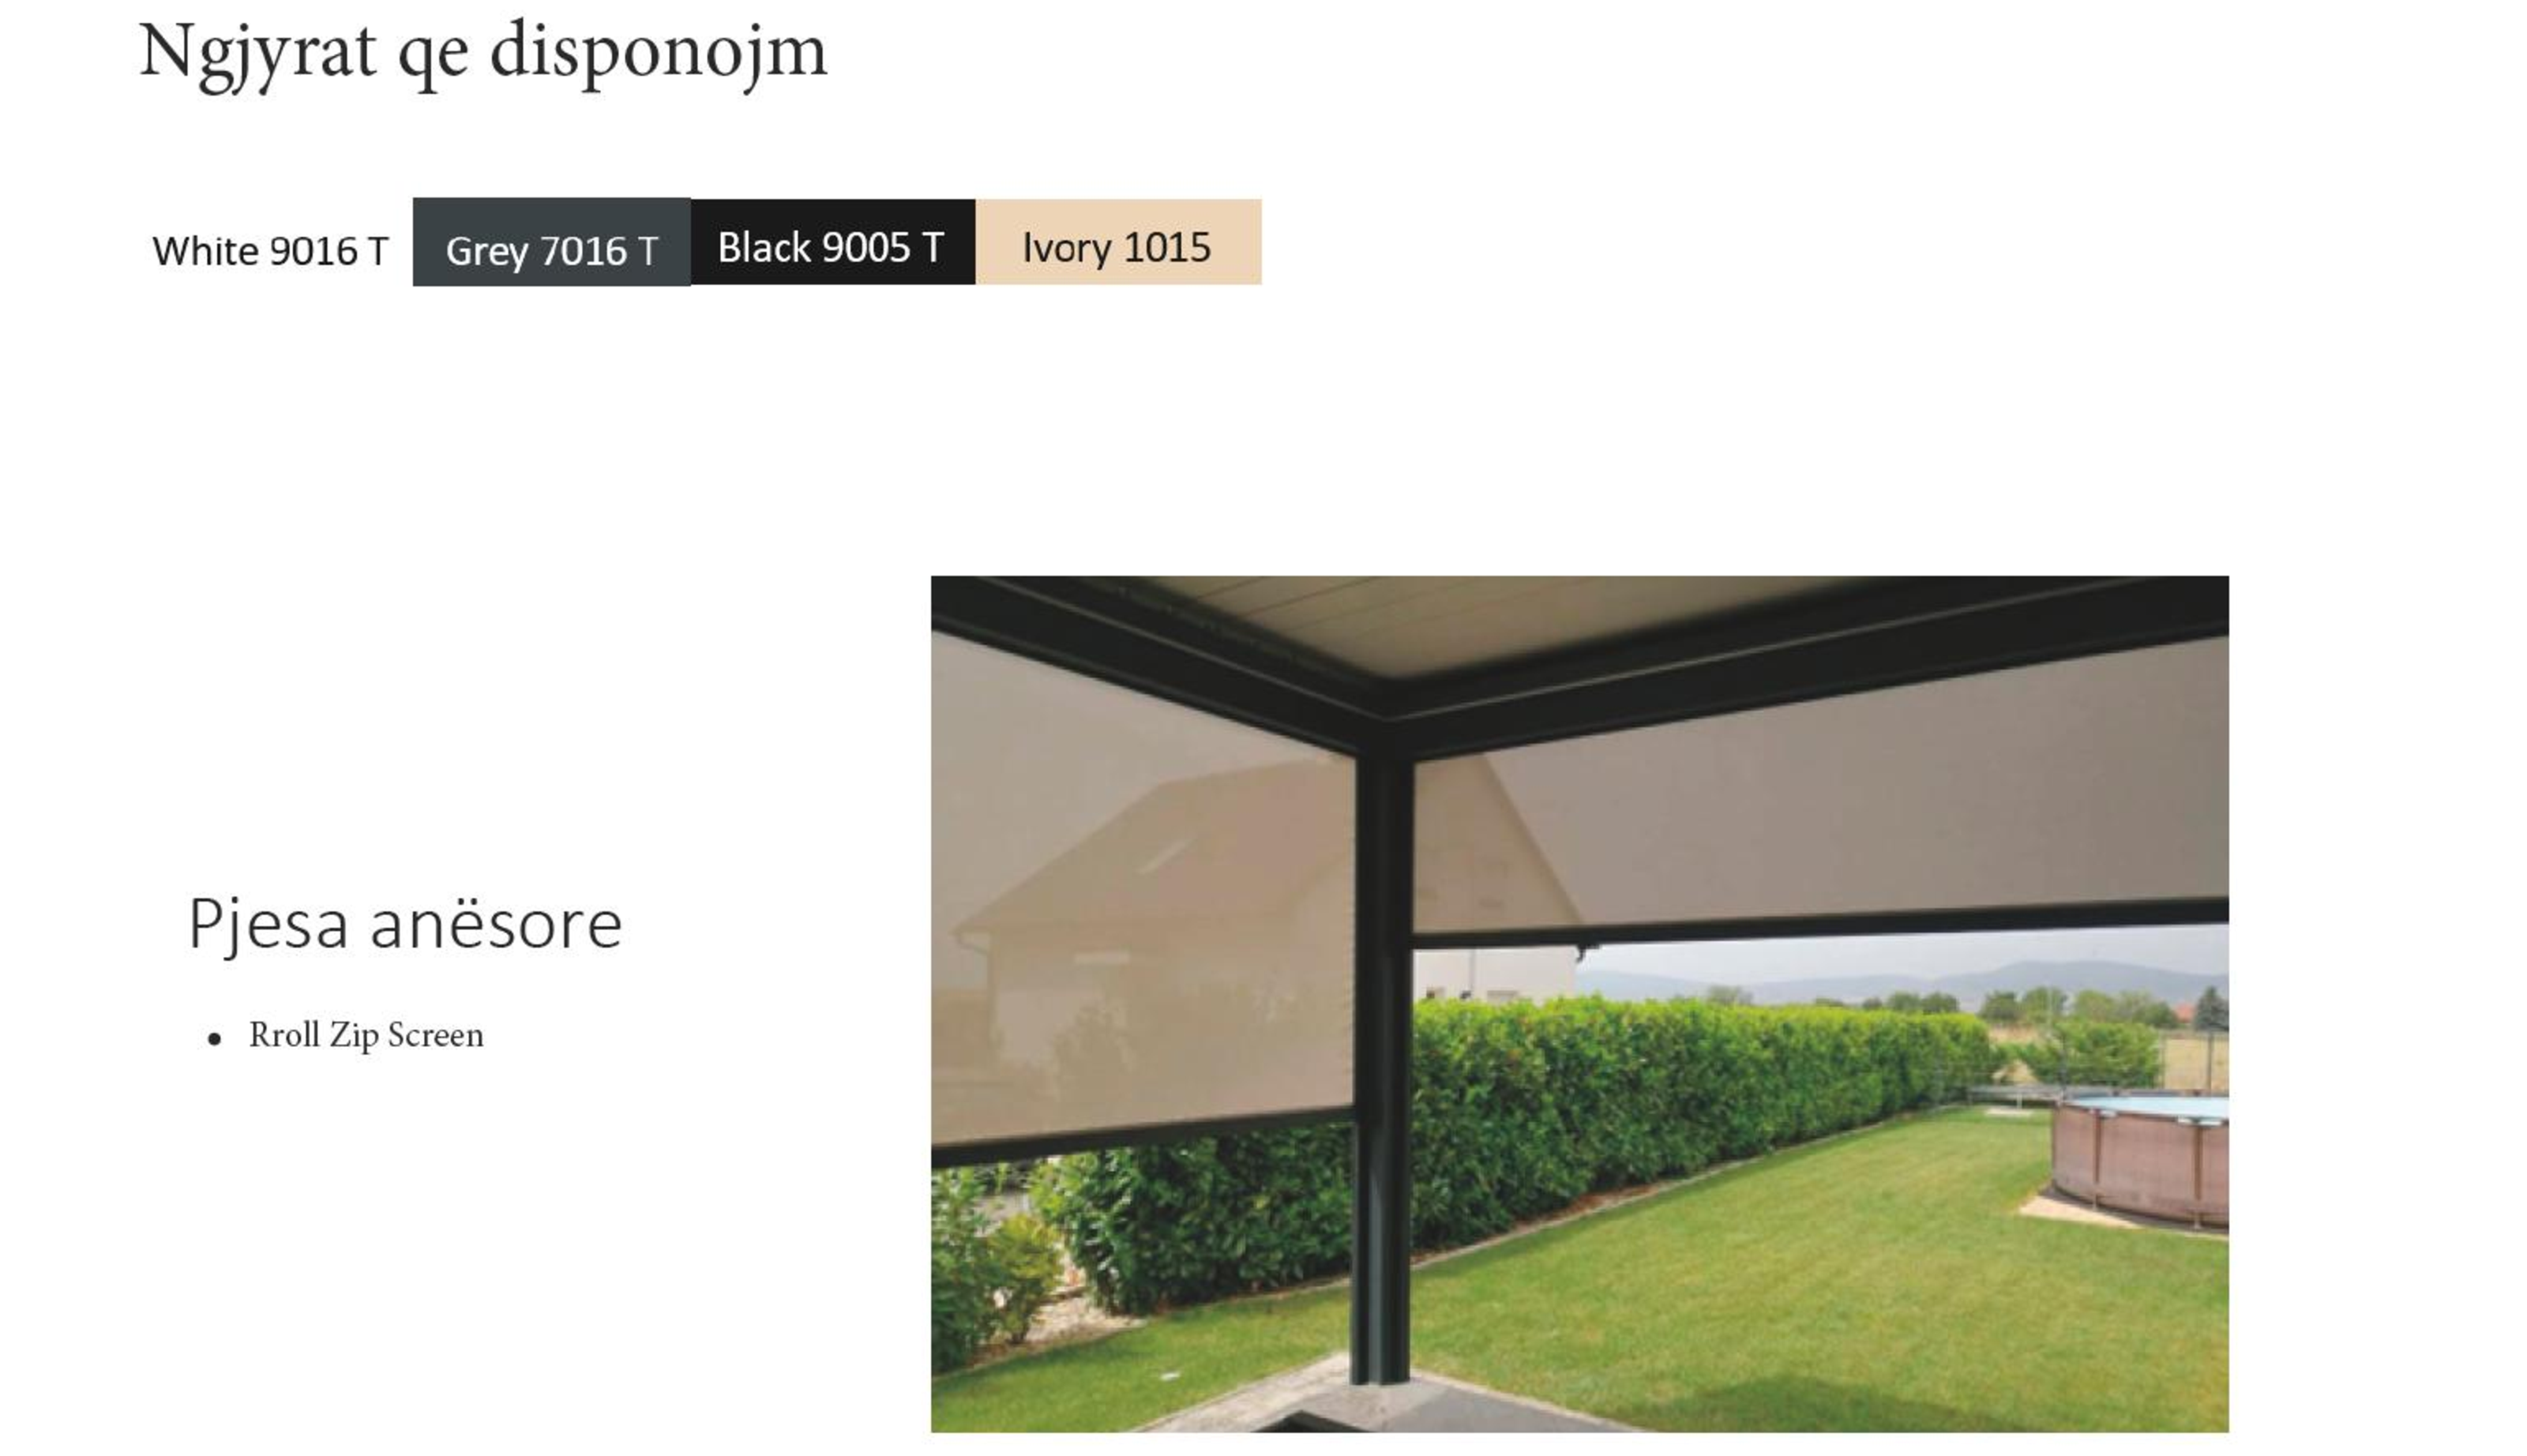 Ngjyrat qe disponojm
White 9016 T Grey 7016 T Black 9005 T Ivory 1015
Pjesa anësore
• Rroll Zip Screen